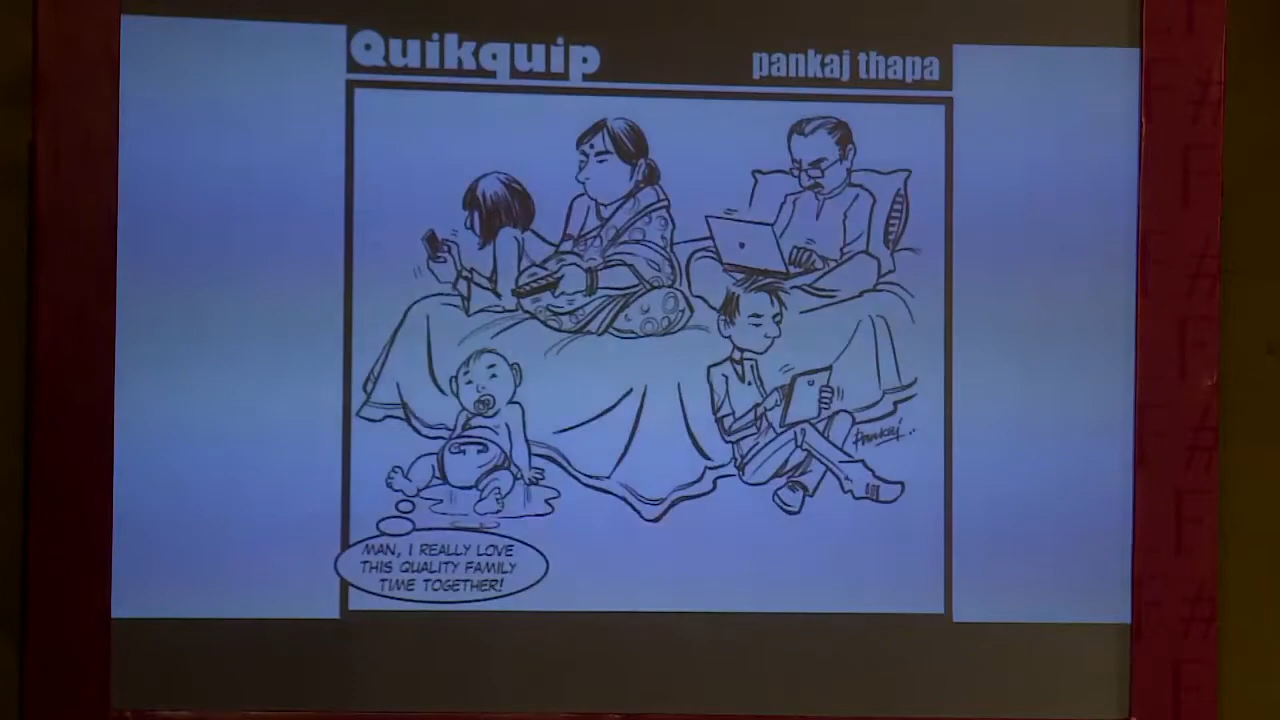 Quikquip
pankaj thapa
Pankaj..
MAN, I REALLY LOVE
THIS QUALITY FAMILY
TIME TOGETHER!